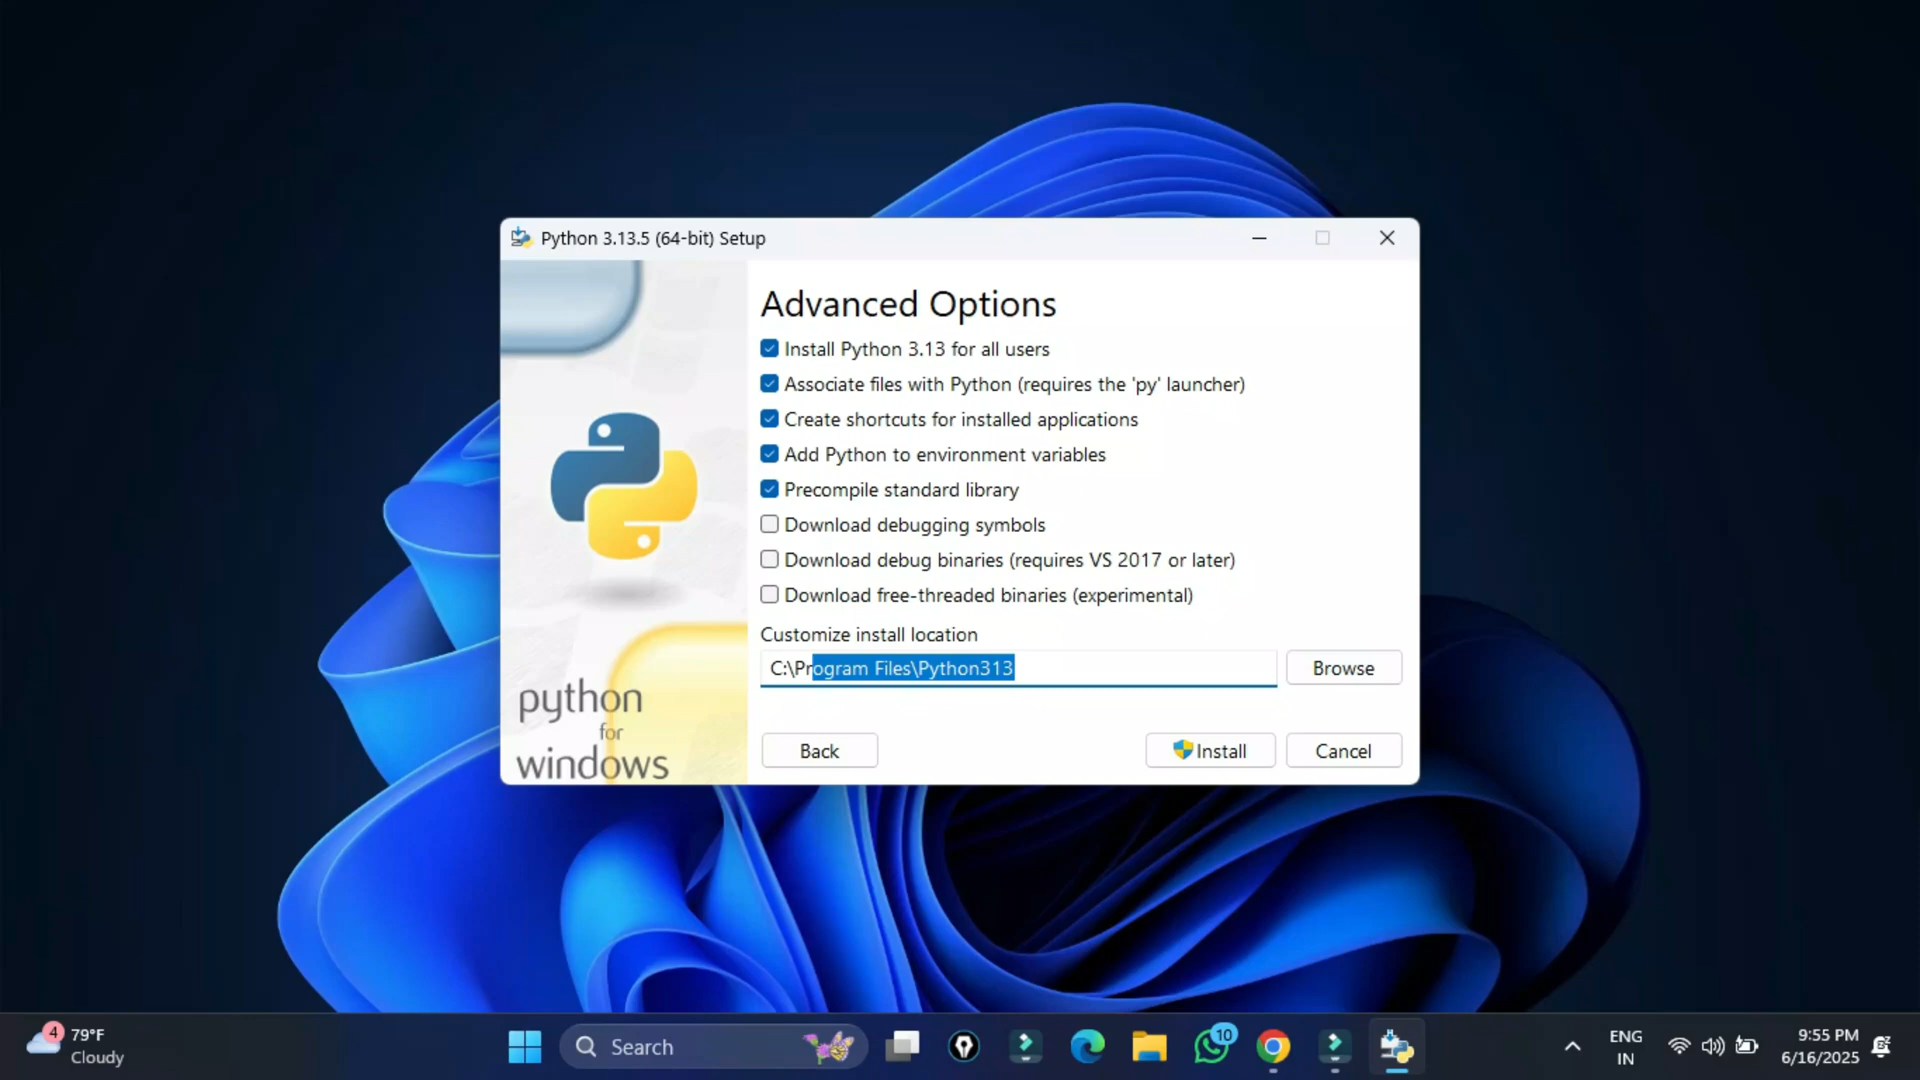 Python 3.13.5 (64-bit) Setup
Advanced Options
Install Python 3.13 for all users
Associate files with Python (requires the 'py' launcher)
Create shortcuts for installed applications
Add Python to environment variables
Precompile standard library
Download debugging symbols
Download debug binaries (requires VS 2017 or later)
Download free-threaded binaries (experimental)
Customize install location
C:\Program Files\Python313
Browse
python
for
windows
Back
Install
Cancel
4
79°F
Cloudy
Search
10
ENG
IN
9:55 PM
6/16/2025